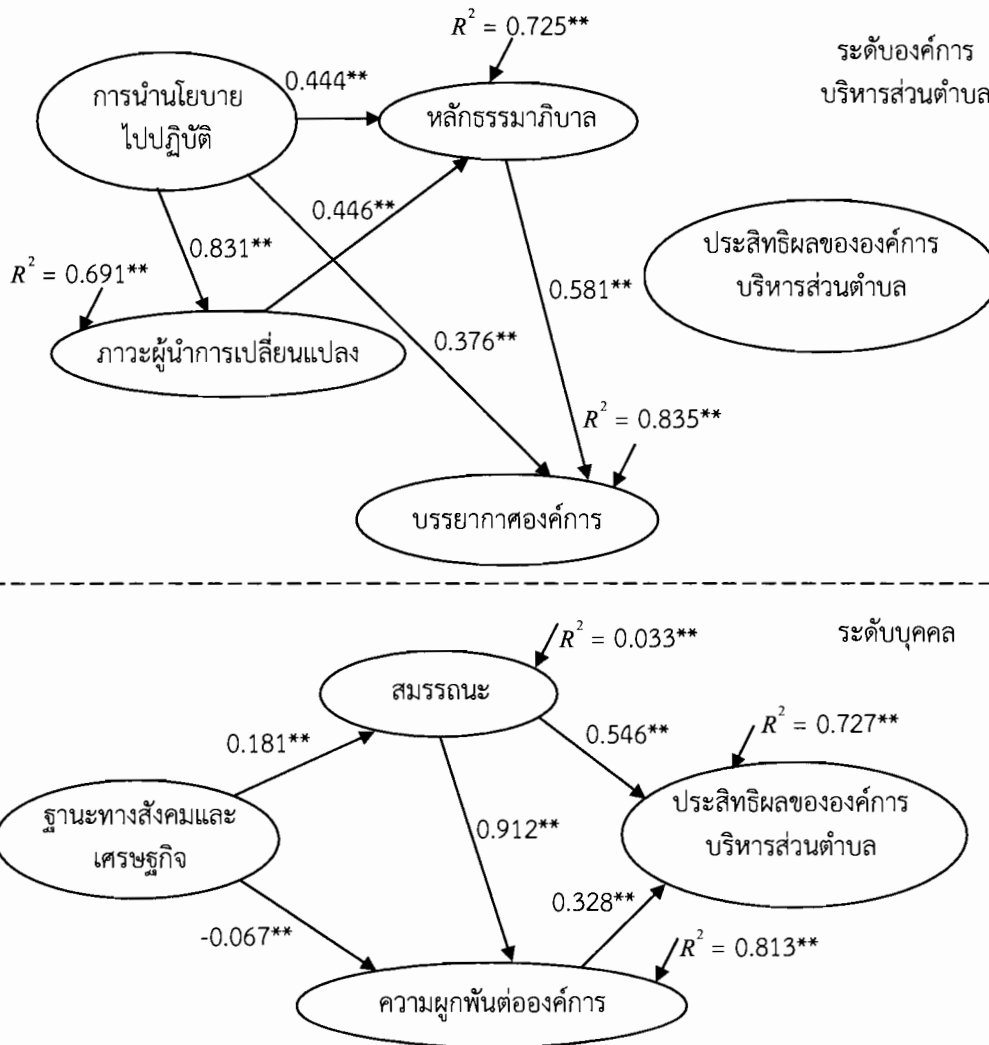 R² = 0.725**
ระดับองค์การ
บริหารส่วนตำบล
การนำนโยบาย
ไปปฏิบัติ
0.444**
หลักธรรมาภิบาล
0.446**
0.831**
R² = 0.691**
ภาวะผู้นำการเปลี่ยนแปลง
0.376**
0.581**
ประสิทธิผลขององค์การ
บริหารส่วนตำบล
R² = 0.835**
บรรยากาศองค์การ
R² = 0.033**
ระดับบุคคล
สมรรถนะ
0.181**
0.546**
R² = 0.727**
ฐานะทางสังคมและ
เศรษฐกิจ
0.912**
ประสิทธิผลขององค์การ
บริหารส่วนตำบล
-0.067**
0.328**
R² = 0.813**
ความผูกพันต่อองค์การ